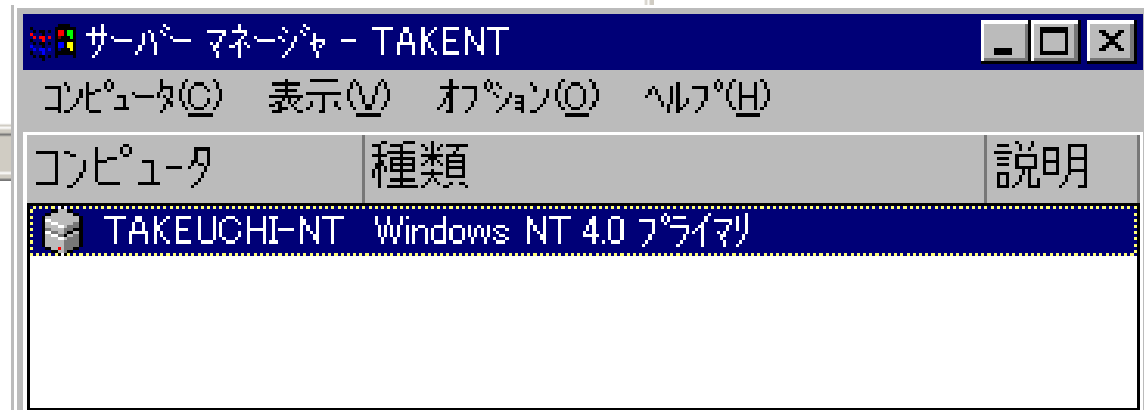 サーバー マネージャ - TAKENT
コンピュータ(C) 表示(V) オプション(O) ヘルプ(H)
コンピュータ 種類 説明
TAKEUCHI-NT Windows NT 4.0 プライマリ